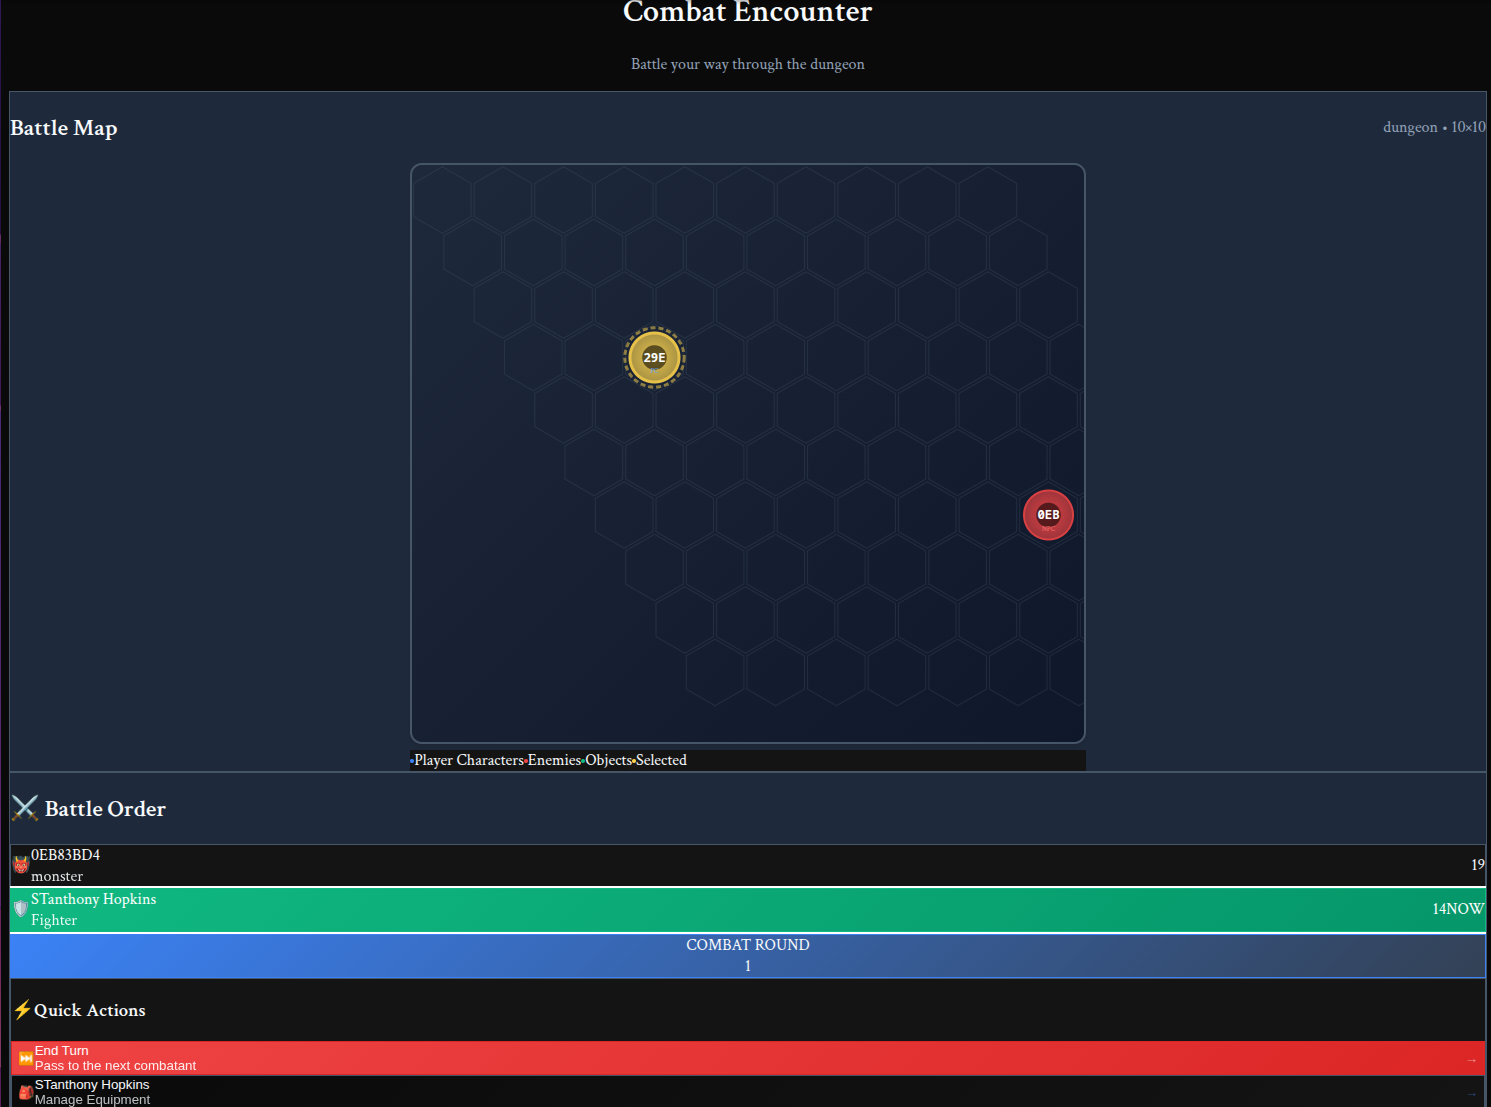 Combat Encounter
Battle your way through the dungeon
Battle Map
dungeon • 10×10
29E
0EB
•Player Characters•Enemies•Objects•Selected
⚔️ Battle Order
0EB83BD4
monster
19
STanthony Hopkins
Fighter
14NOW
COMBAT ROUND
1
⚡Quick Actions
End Turn
Pass to the next combatant
→
STanthony Hopkins
Manage Equipment
→